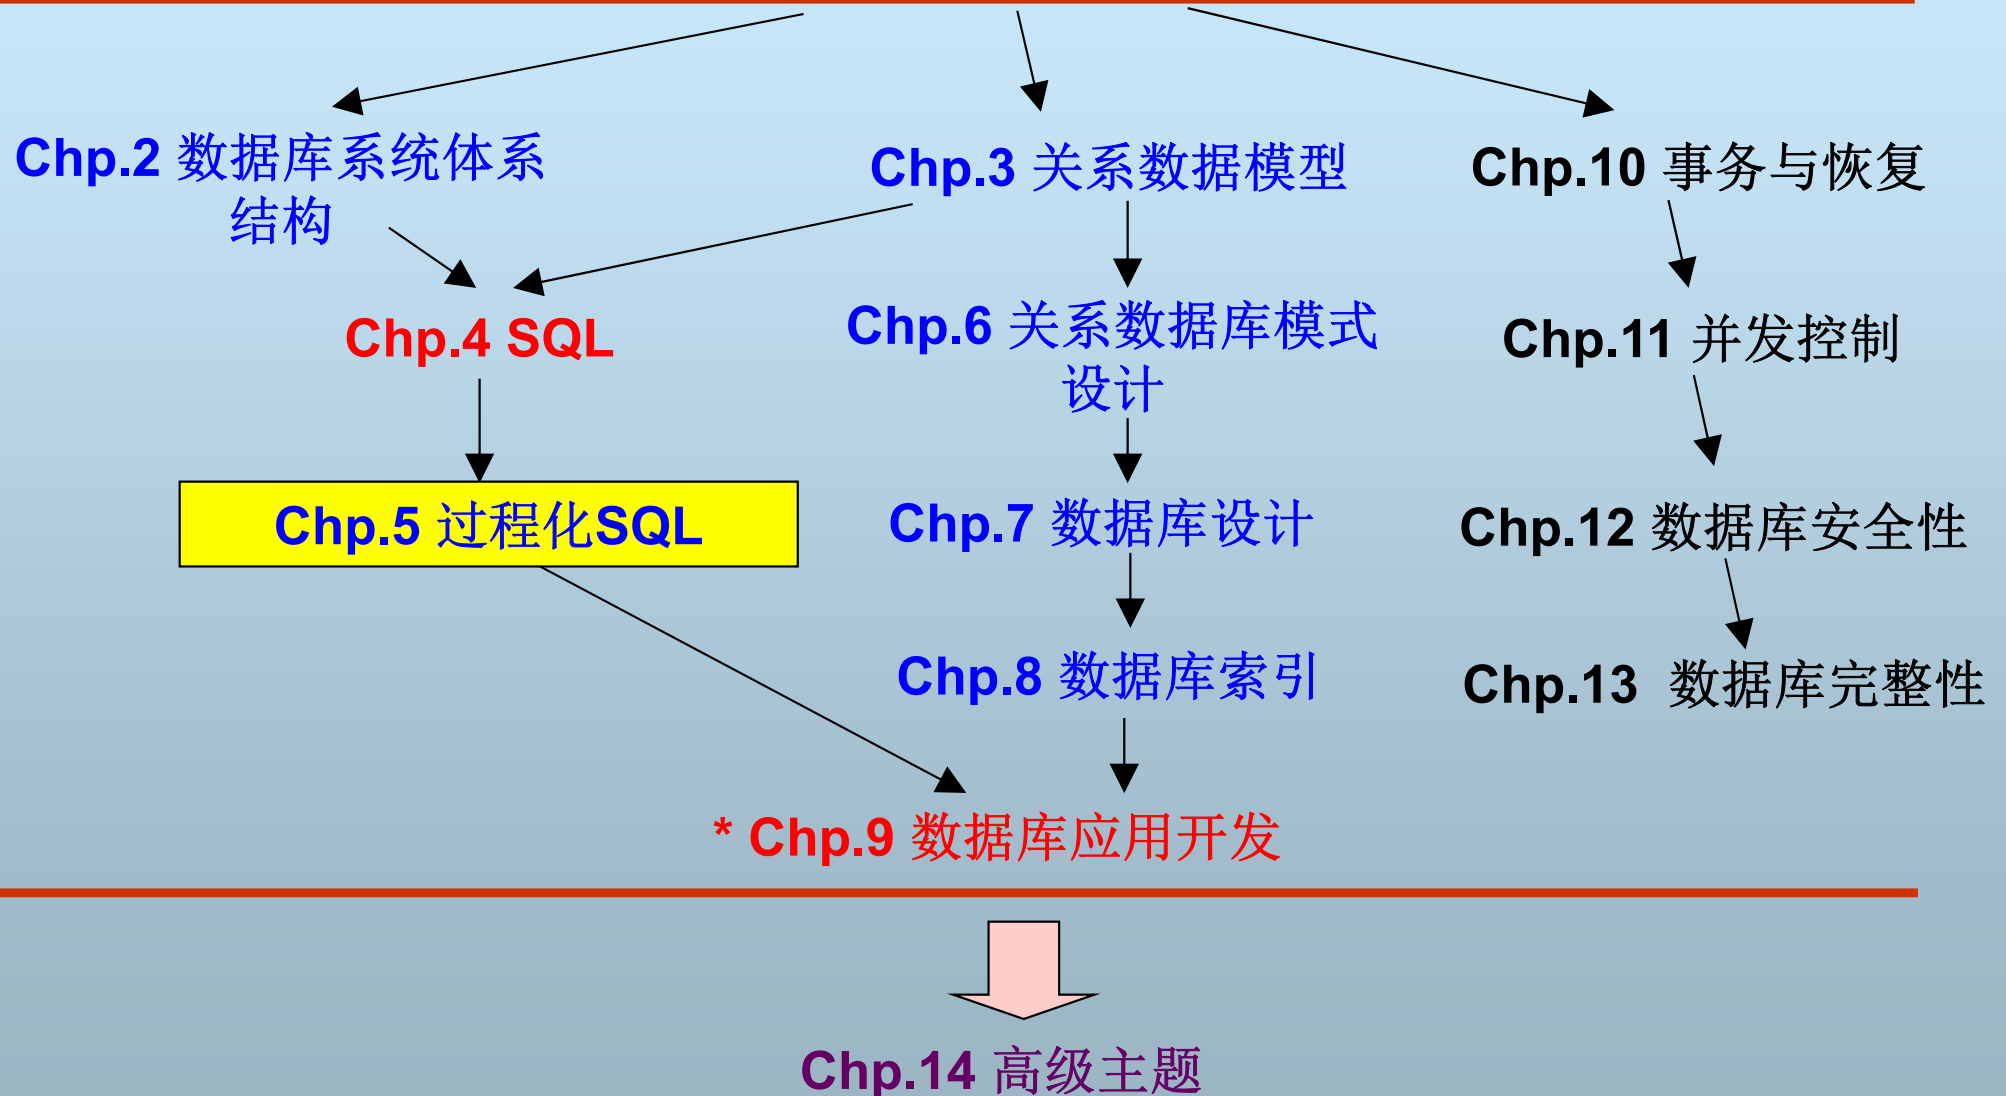 Chp.2 数据库系统体系
结构
Chp.3 关系数据模型
Chp.10 事务与恢复
Chp.4 SQL
Chp.6 关系数据库模式
设计
Chp.11 并发控制
Chp.5 过程化SQL
Chp.7 数据库设计
Chp.12 数据库安全性
Chp.8 数据库索引
Chp.13 数据库完整性
* Chp.9 数据库应用开发
Chp.14 高级主题